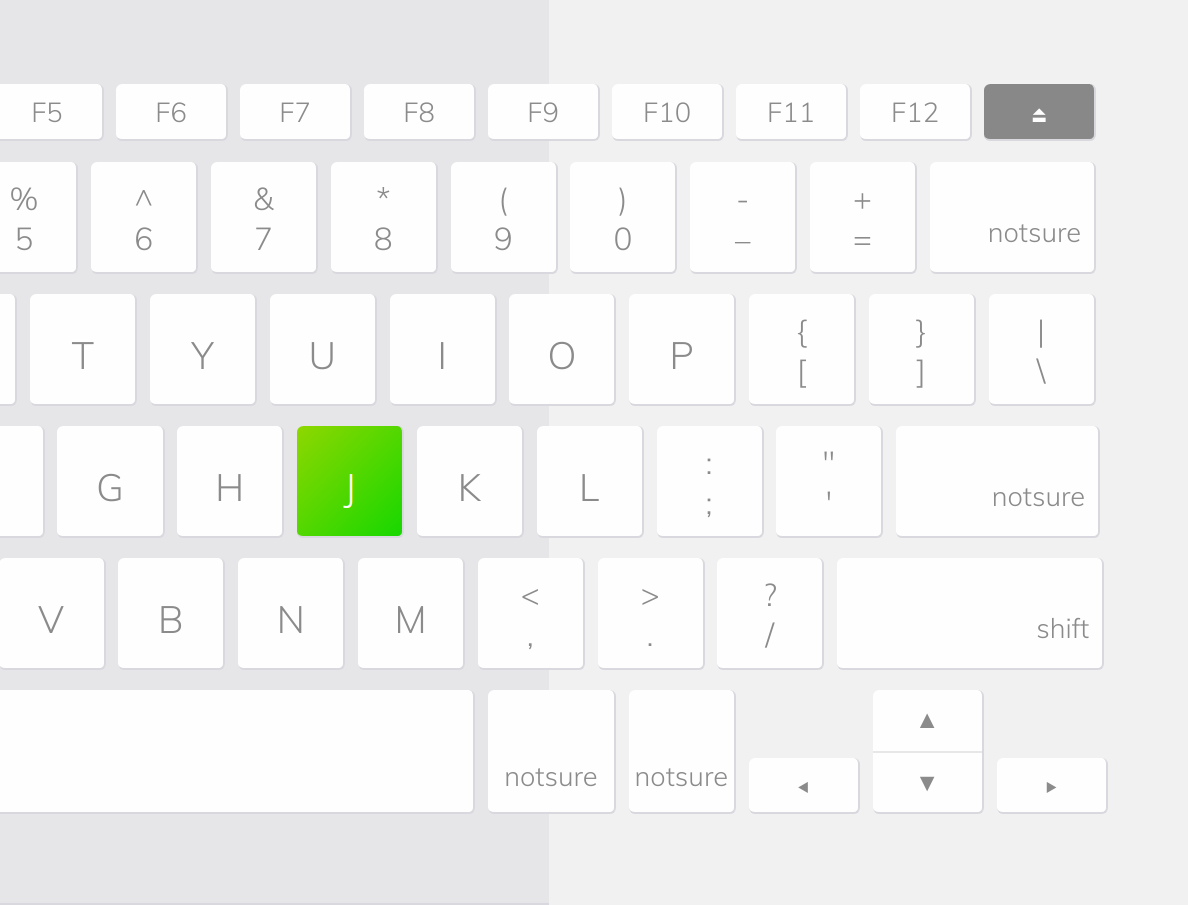 F5 F6 F7 F8 F9 F10 F11 F12 ⏏
% ^ & * ( ) - +
5 6 7 8 9 0 – = notsure
T Y U I O P { [ } ] | \
G H J K L : ; " ' notsure
V B N M < , > . ? / shift
notsure notsure ◀ ▲ ▼ ▶